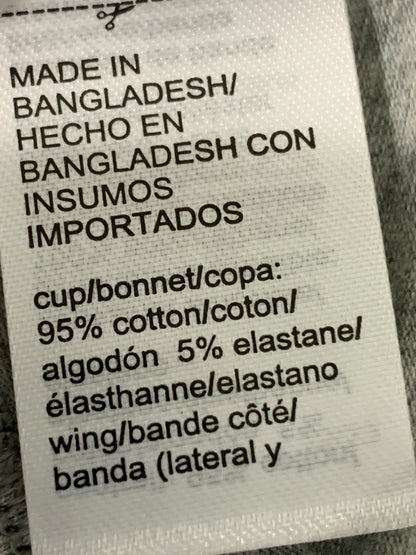 MADE IN
BANGLADESH/
HECHO EN
BANGLADESH CON
INSUMOS
IMPORTADOS
cup/bonnet/copa:
95% cotton/coton/
algodón 5% elastane/
élasthanne/elastano
wing/bande côté/
banda (lateral y